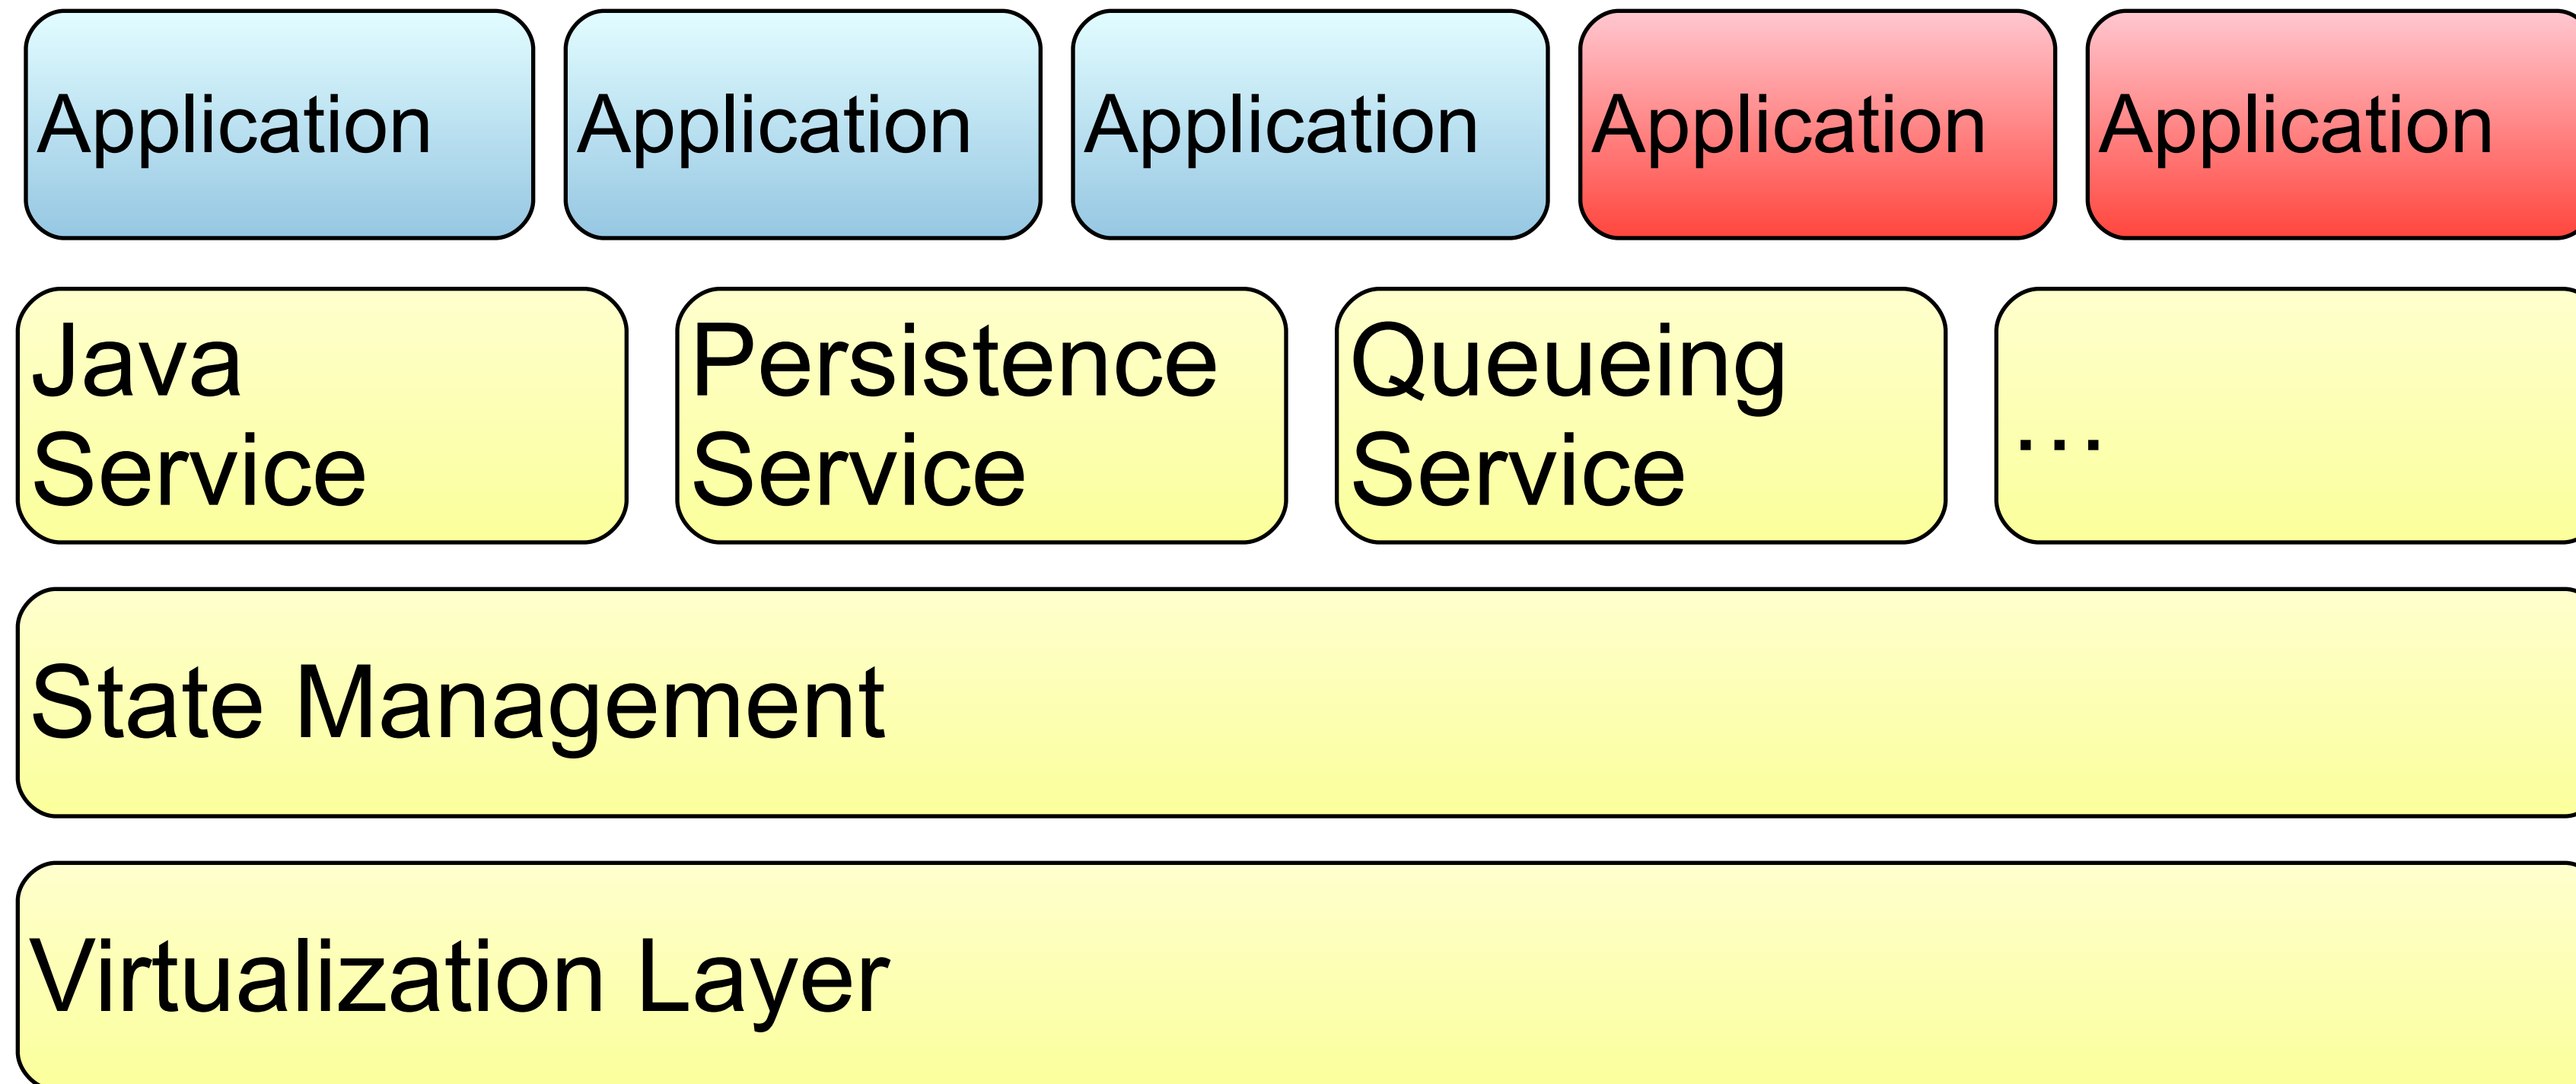 Application Application Application Application Application
Java
Service
Persistence
Service
Queueing
Service
…
State Management
Virtualization Layer